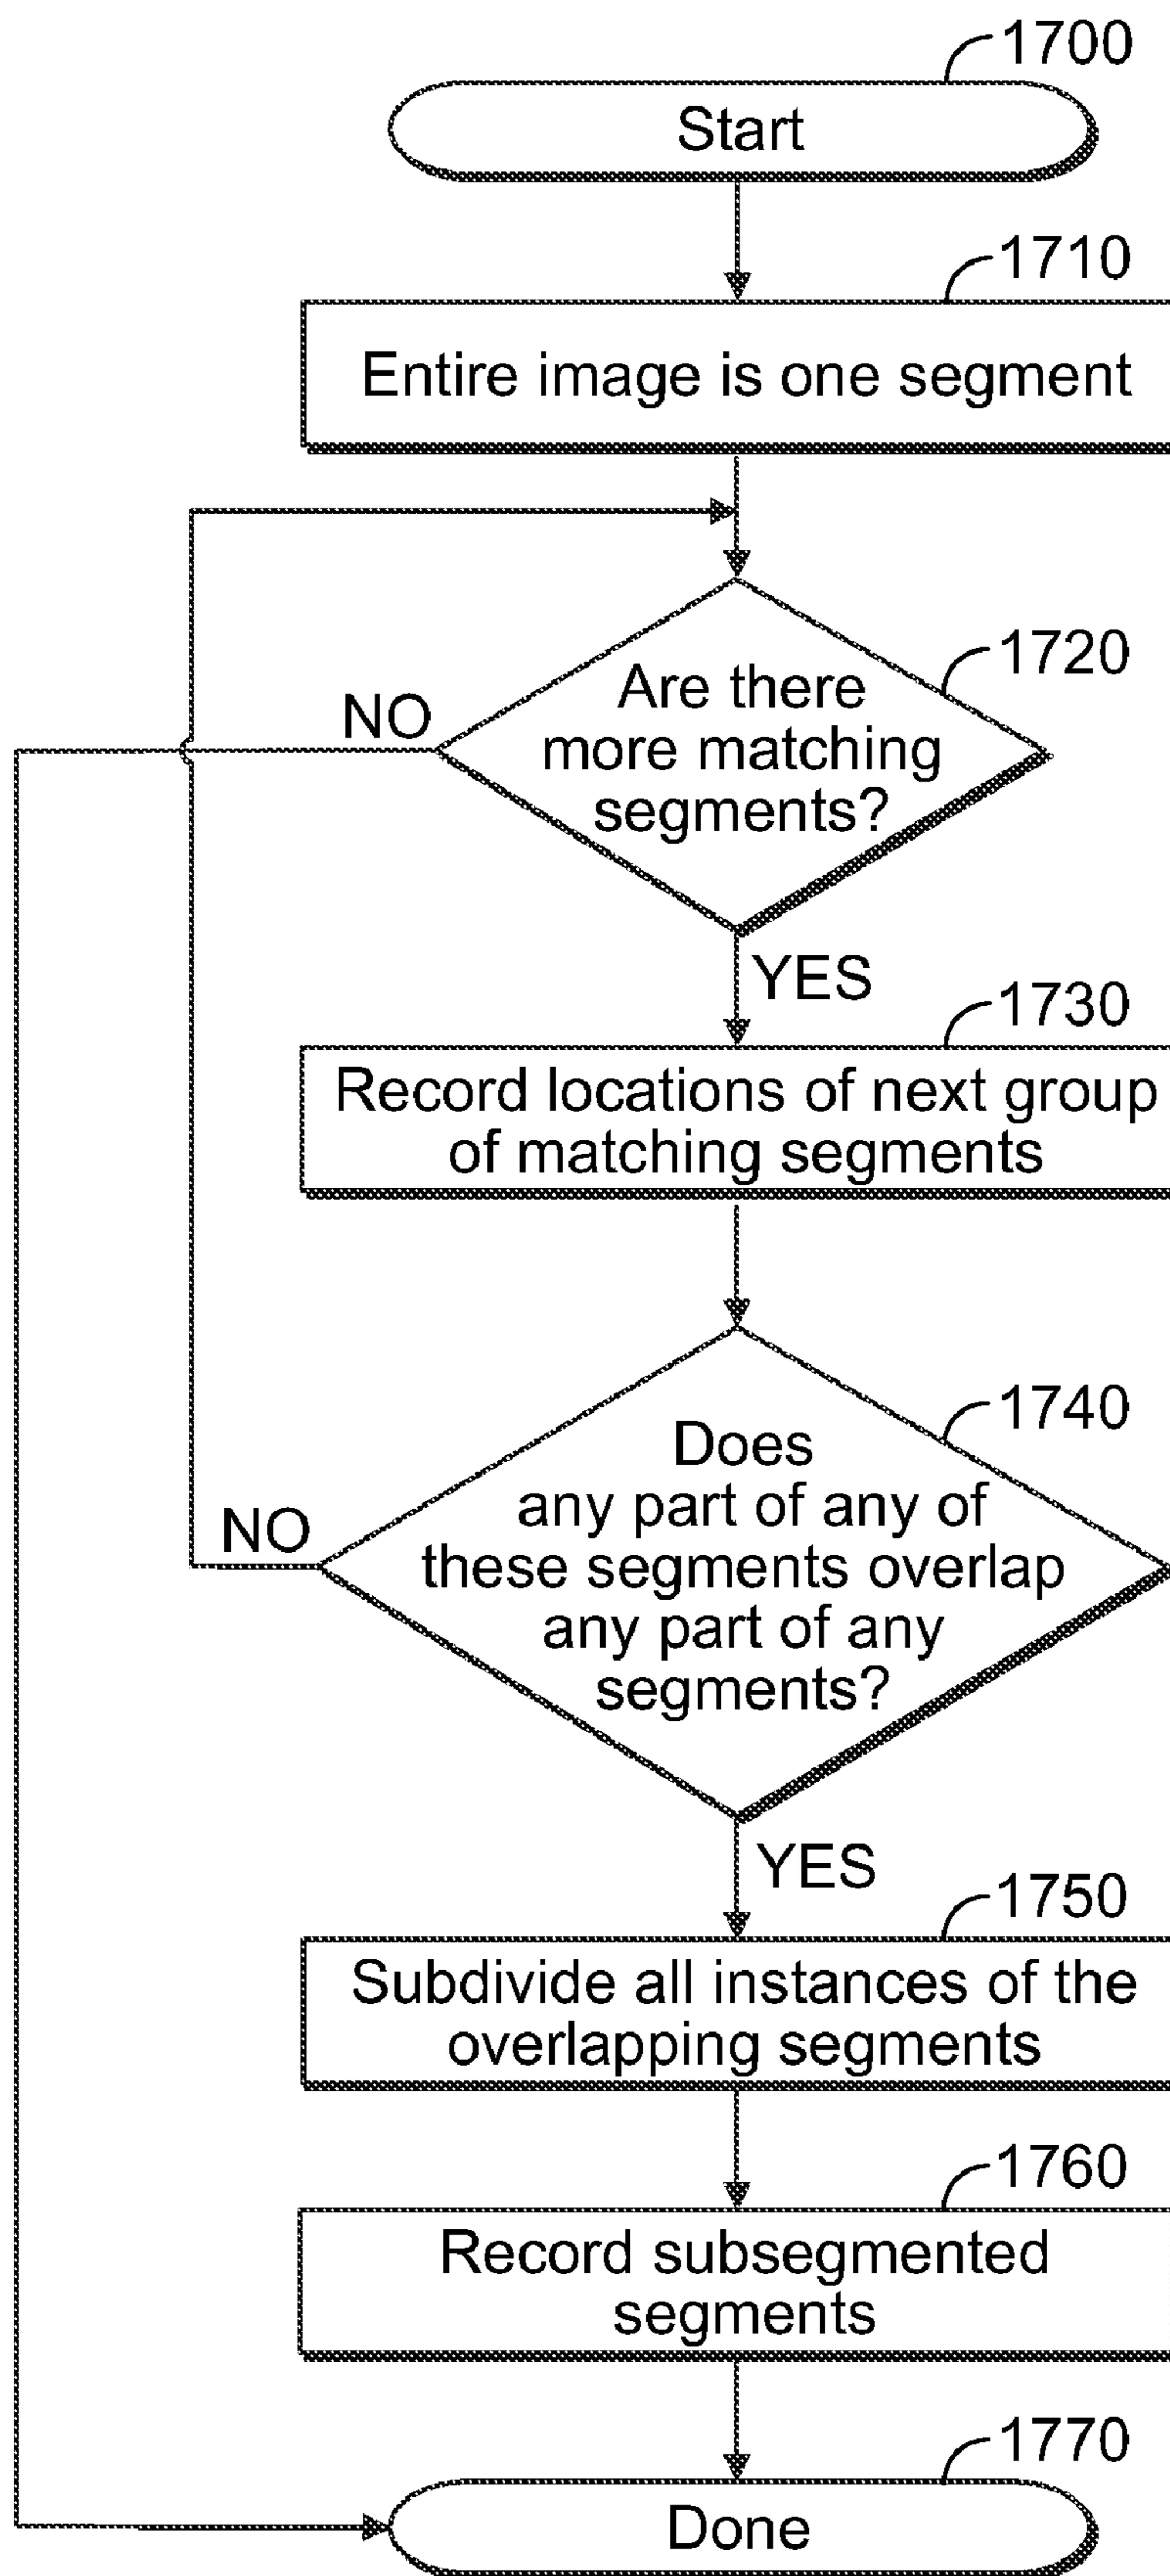 1700
Start
1710
Entire image is one segment
1720
Are there
more matching
segments?
NO
YES
1730
Record locations of next group
of matching segments
1740
Does
any part of any of
these segments overlap
any part of any
segments?
NO
YES
1750
Subdivide all instances of the
overlapping segments
1760
Record subsegmented
segments
1770
Done